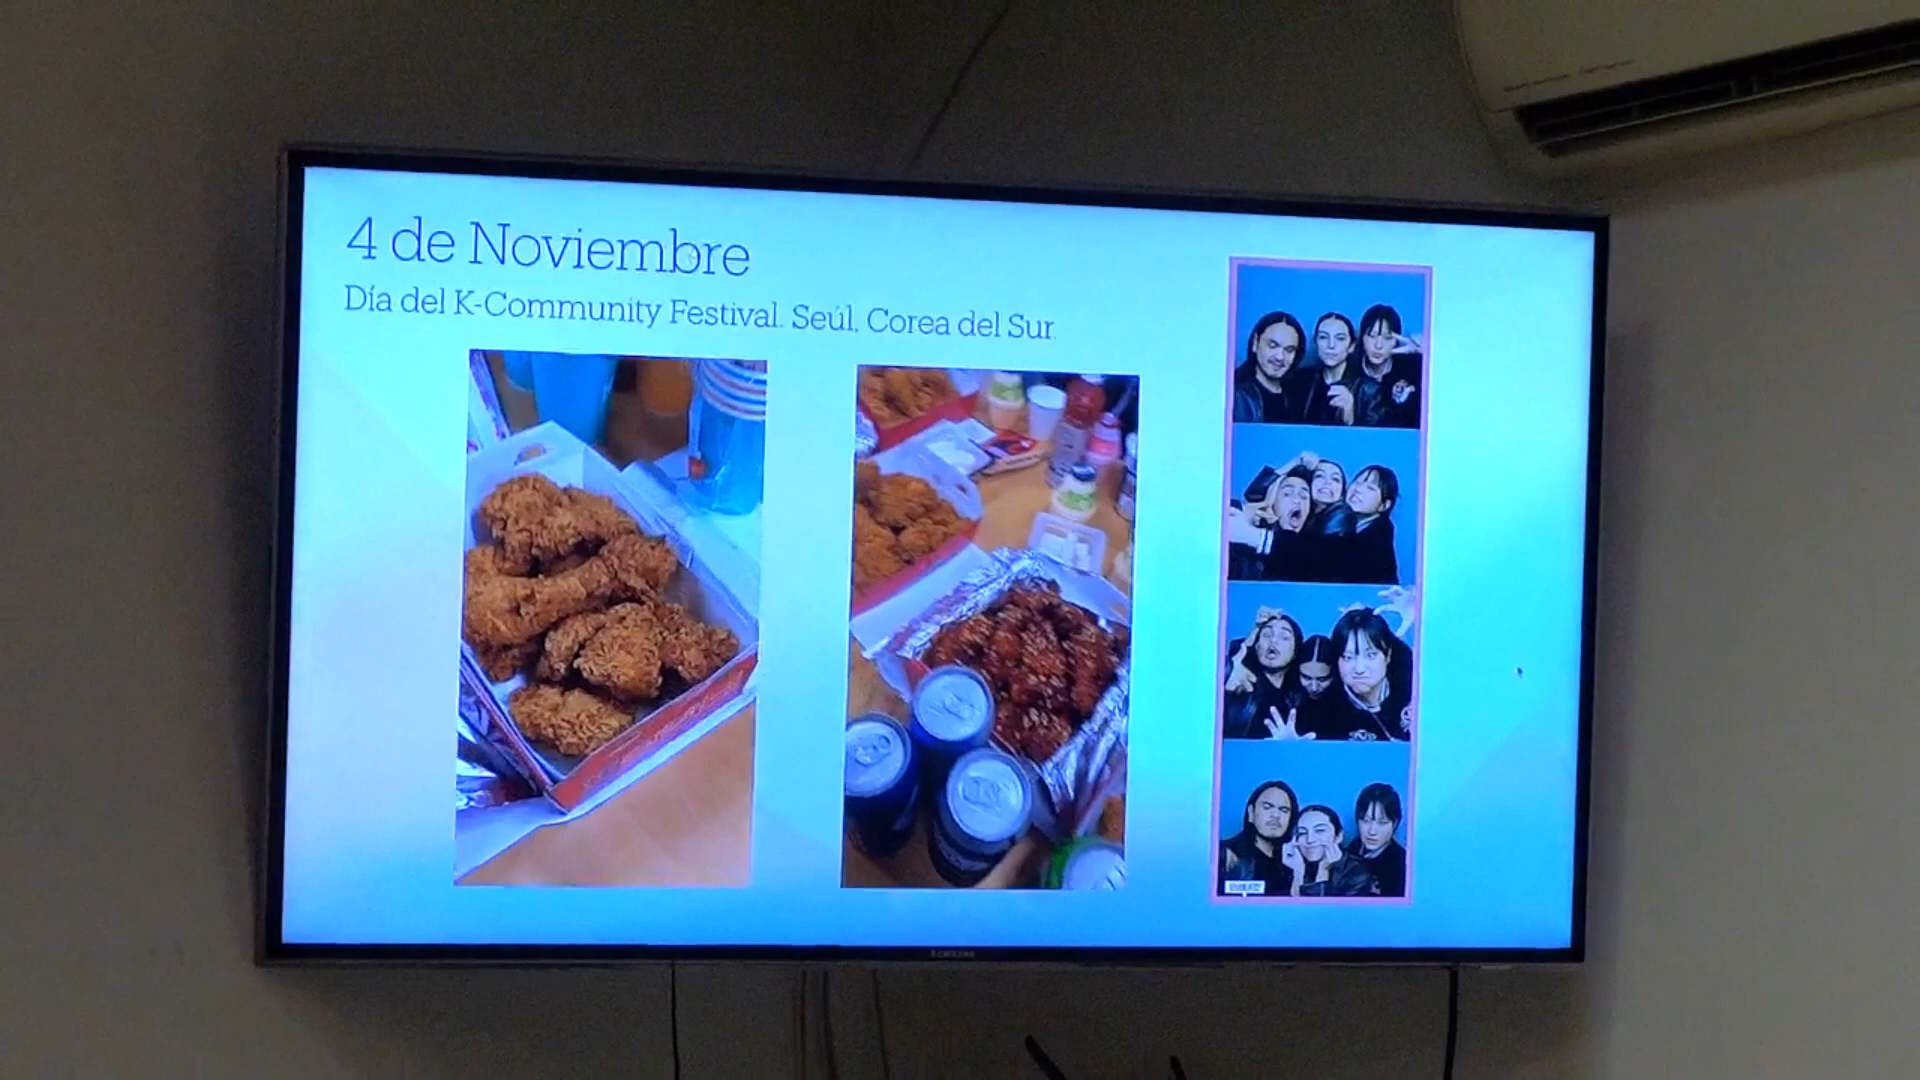 4 de Noviembre
Día del K-Community Festival. Seúl, Corea del Sur.